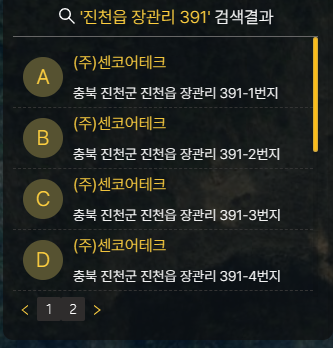 '진천읍 장관리 391' 검색결과
A
(주)센코어테크
충북 진천군 진천읍 장관리 391-1번지
B
(주)센코어테크
충북 진천군 진천읍 장관리 391-2번지
C
(주)센코어테크
충북 진천군 진천읍 장관리 391-3번지
D
(주)센코어테크
충북 진천군 진천읍 장관리 391-4번지
< 1 2 >